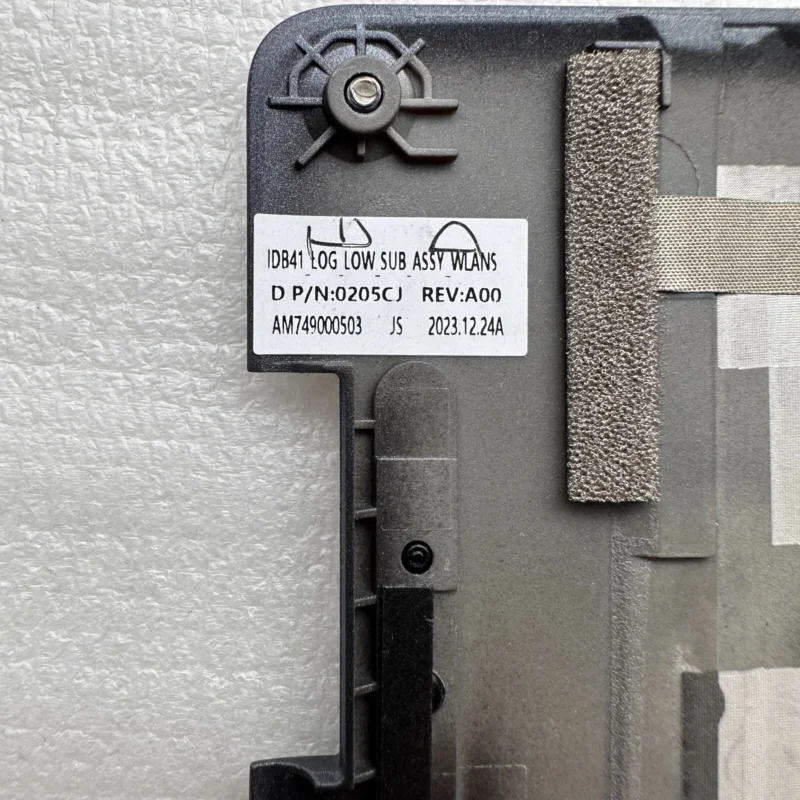 IDB41 LOG LOW SUB ASSY WLANS
D P/N:0205CJ REV:A00
AM749000503 JS 2023.12.24A